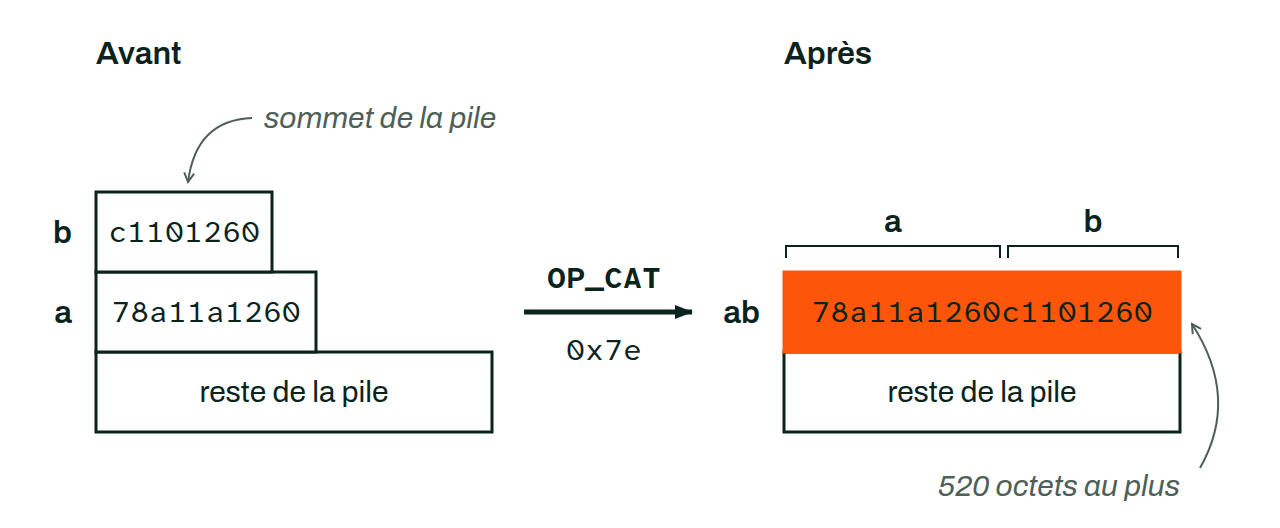 Avant
Après
sommet de la pile
b
c1101260
a
78a11a1260
reste de la pile
OP_CAT
0x7e
a
b
ab
78a11a1260c1101260
reste de la pile
520 octets au plus